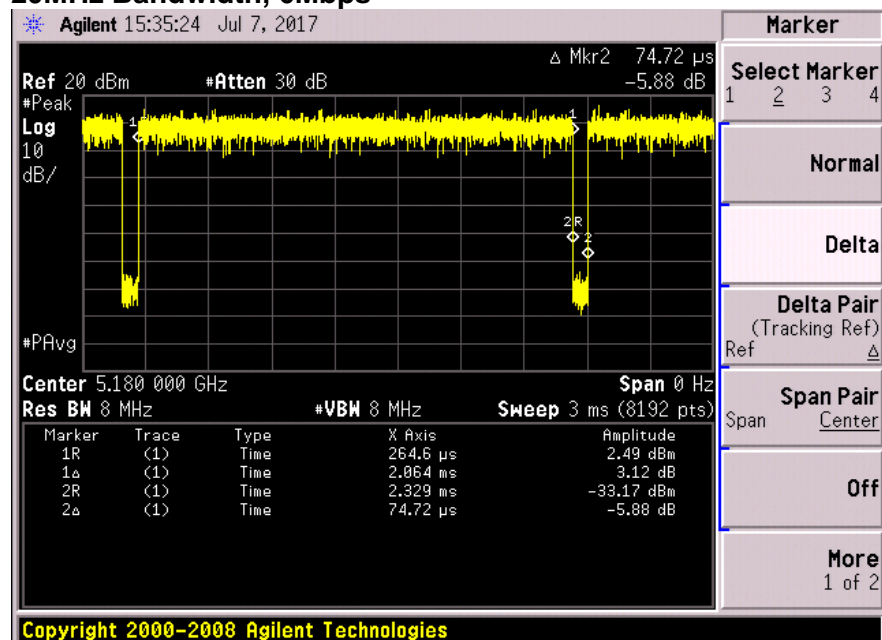 Agilent 15:35:24 Jul 7, 2017
Marker
Δ Mkr2 74.72 µs
Ref 20 dBm #Atten 30 dB -5.88 dB
#Peak
Log
10
dB/
1
1
2R
2
#PAvg
Center 5.180 000 GHz Span 0 Hz
Res BW 8 MHz #VBW 8 MHz Sweep 3 ms (8192 pts)
Marker Trace Type X Axis Amplitude
1R (1) Time 264.6 µs 2.49 dBm
1Δ (1) Time 2.064 ms 3.12 dB
2R (1) Time 2.329 ms -33.17 dBm
2Δ (1) Time 74.72 µs -5.88 dB
Select Marker
1 2 3 4
Normal
Delta
Delta Pair
(Tracking Ref)
Ref Δ
Span Pair
Span Center
Off
More
1 of 2
Copyright 2000-2008 Agilent Technologies